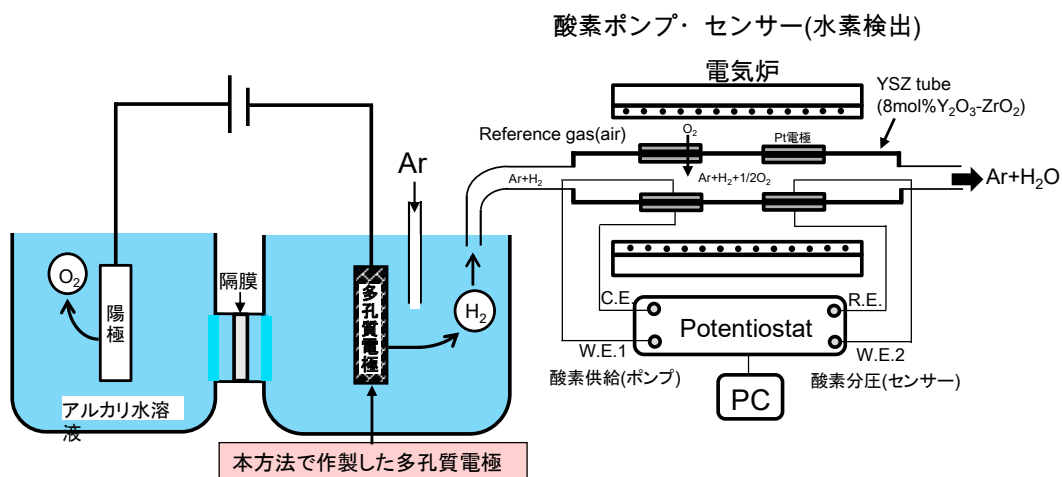 酸素ポンプ・ センサー(水素検出)
電気炉
YSZ tube
(8mol%Y2O3-ZrO2)
Reference gas(air)
O2
Pt電極
Ar
Ar+H2
Ar+H2+1/2O2
Ar+H2O
O2
陽極
隔膜
多孔質電極
H2
C.E.
R.E.
Potentiostat
W.E.1
W.E.2
酸素供給(ポンプ)
酸素分圧(センサー)
PC
アルカリ水溶
液
本方法で作製した多孔質電極